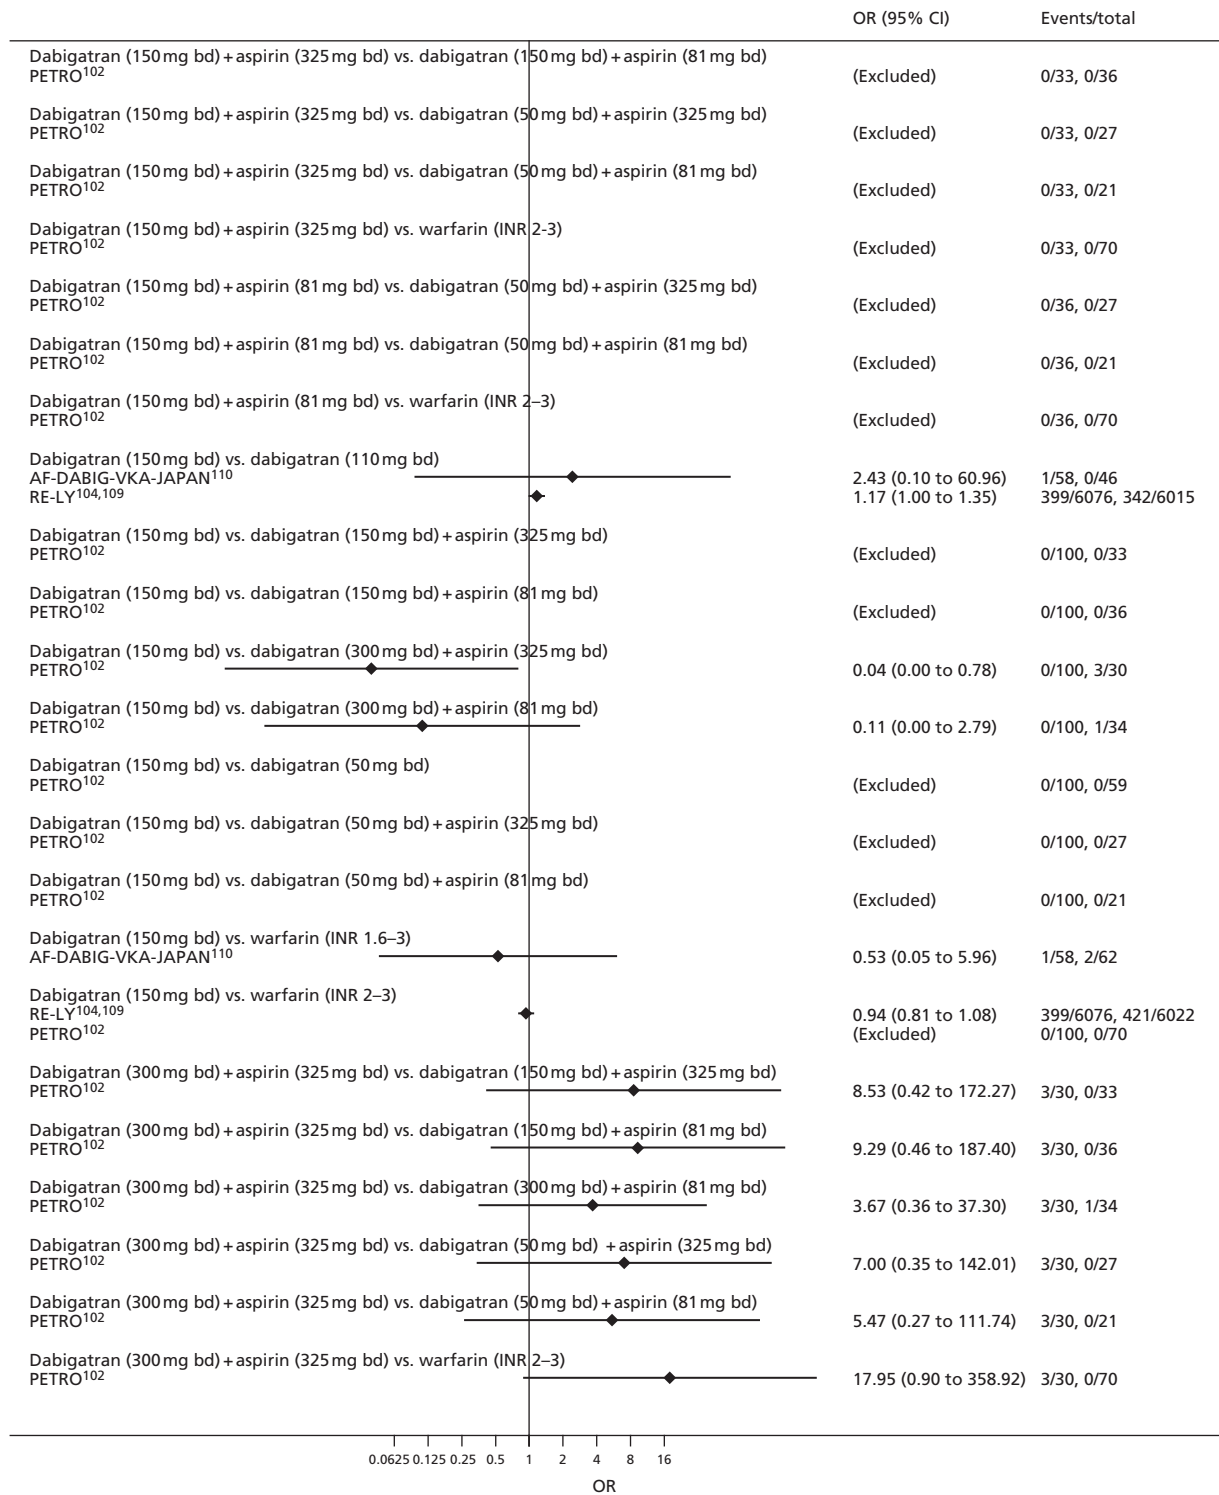 OR (95% CI) Events/total
Dabigatran (150 mg bd) + aspirin (325 mg bd) vs. dabigatran (150 mg bd) + aspirin (81 mg bd)
PETRO102 (Excluded) 0/33, 0/36
Dabigatran (150 mg bd) + aspirin (325 mg bd) vs. dabigatran (50 mg bd) + aspirin (325 mg bd)
PETRO102 (Excluded) 0/33, 0/27
Dabigatran (150 mg bd) + aspirin (325 mg bd) vs. dabigatran (50 mg bd) + aspirin (81 mg bd)
PETRO102 (Excluded) 0/33, 0/21
Dabigatran (150 mg bd) + aspirin (325 mg bd) vs. warfarin (INR 2-3)
PETRO102 (Excluded) 0/33, 0/70
Dabigatran (150 mg bd) + aspirin (81 mg bd) vs. dabigatran (50 mg bd) + aspirin (325 mg bd)
PETRO102 (Excluded) 0/36, 0/27
Dabigatran (150 mg bd) + aspirin (81 mg bd) vs. dabigatran (50 mg bd) + aspirin (81 mg bd)
PETRO102 (Excluded) 0/36, 0/21
Dabigatran (150 mg bd) + aspirin (81 mg bd) vs. warfarin (INR 2–3)
PETRO102 (Excluded) 0/36, 0/70
Dabigatran (150 mg bd) vs. dabigatran (110 mg bd)
AF-DABIG-VKA-JAPAN110 2.43 (0.10 to 60.96) 1/58, 0/46
RE-LY104,109 1.17 (1.00 to 1.35) 399/6076, 342/6015
Dabigatran (150 mg bd) vs. dabigatran (150 mg bd) + aspirin (325 mg bd)
PETRO102 (Excluded) 0/100, 0/33
Dabigatran (150 mg bd) vs. dabigatran (150 mg bd) + aspirin (81 mg bd)
PETRO102 (Excluded) 0/100, 0/36
Dabigatran (150 mg bd) vs. dabigatran (300 mg bd) + aspirin (325 mg bd)
PETRO102 0.04 (0.00 to 0.78) 0/100, 3/30
Dabigatran (150 mg bd) vs. dabigatran (300 mg bd) + aspirin (81 mg bd)
PETRO102 0.11 (0.00 to 2.79) 0/100, 1/34
Dabigatran (150 mg bd) vs. dabigatran (50 mg bd)
PETRO102 (Excluded) 0/100, 0/59
Dabigatran (150 mg bd) vs. dabigatran (50 mg bd) + aspirin (325 mg bd)
PETRO102 (Excluded) 0/100, 0/27
Dabigatran (150 mg bd) vs. dabigatran (50 mg bd) + aspirin (81 mg bd)
PETRO102 (Excluded) 0/100, 0/21
Dabigatran (150 mg bd) vs. warfarin (INR 1.6–3)
AF-DABIG-VKA-JAPAN110 0.53 (0.05 to 5.96) 1/58, 2/62
Dabigatran (150 mg bd) vs. warfarin (INR 2–3)
RE-LY104,109 0.94 (0.81 to 1.08) 399/6076, 421/6022
PETRO102 (Excluded) 0/100, 0/70
Dabigatran (300 mg bd) + aspirin (325 mg bd) vs. dabigatran (150 mg bd) + aspirin (325 mg bd)
PETRO102 8.53 (0.42 to 172.27) 3/30, 0/33
Dabigatran (300 mg bd) + aspirin (325 mg bd) vs. dabigatran (150 mg bd) + aspirin (81 mg bd)
PETRO102 9.29 (0.46 to 187.40) 3/30, 0/36
Dabigatran (300 mg bd) + aspirin (325 mg bd) vs. dabigatran (300 mg bd) + aspirin (81 mg bd)
PETRO102 3.67 (0.36 to 37.30) 3/30, 1/34
Dabigatran (300 mg bd) + aspirin (325 mg bd) vs. dabigatran (50 mg bd) + aspirin (325 mg bd)
PETRO102 7.00 (0.35 to 142.01) 3/30, 0/27
Dabigatran (300 mg bd) + aspirin (325 mg bd) vs. dabigatran (50 mg bd) + aspirin (81 mg bd)
PETRO102 5.47 (0.27 to 111.74) 3/30, 0/21
Dabigatran (300 mg bd) + aspirin (325 mg bd) vs. warfarin (INR 2–3)
PETRO102 17.95 (0.90 to 358.92) 3/30, 0/70
0.0625 0.125 0.25 0.5 1 2 4 8 16
OR